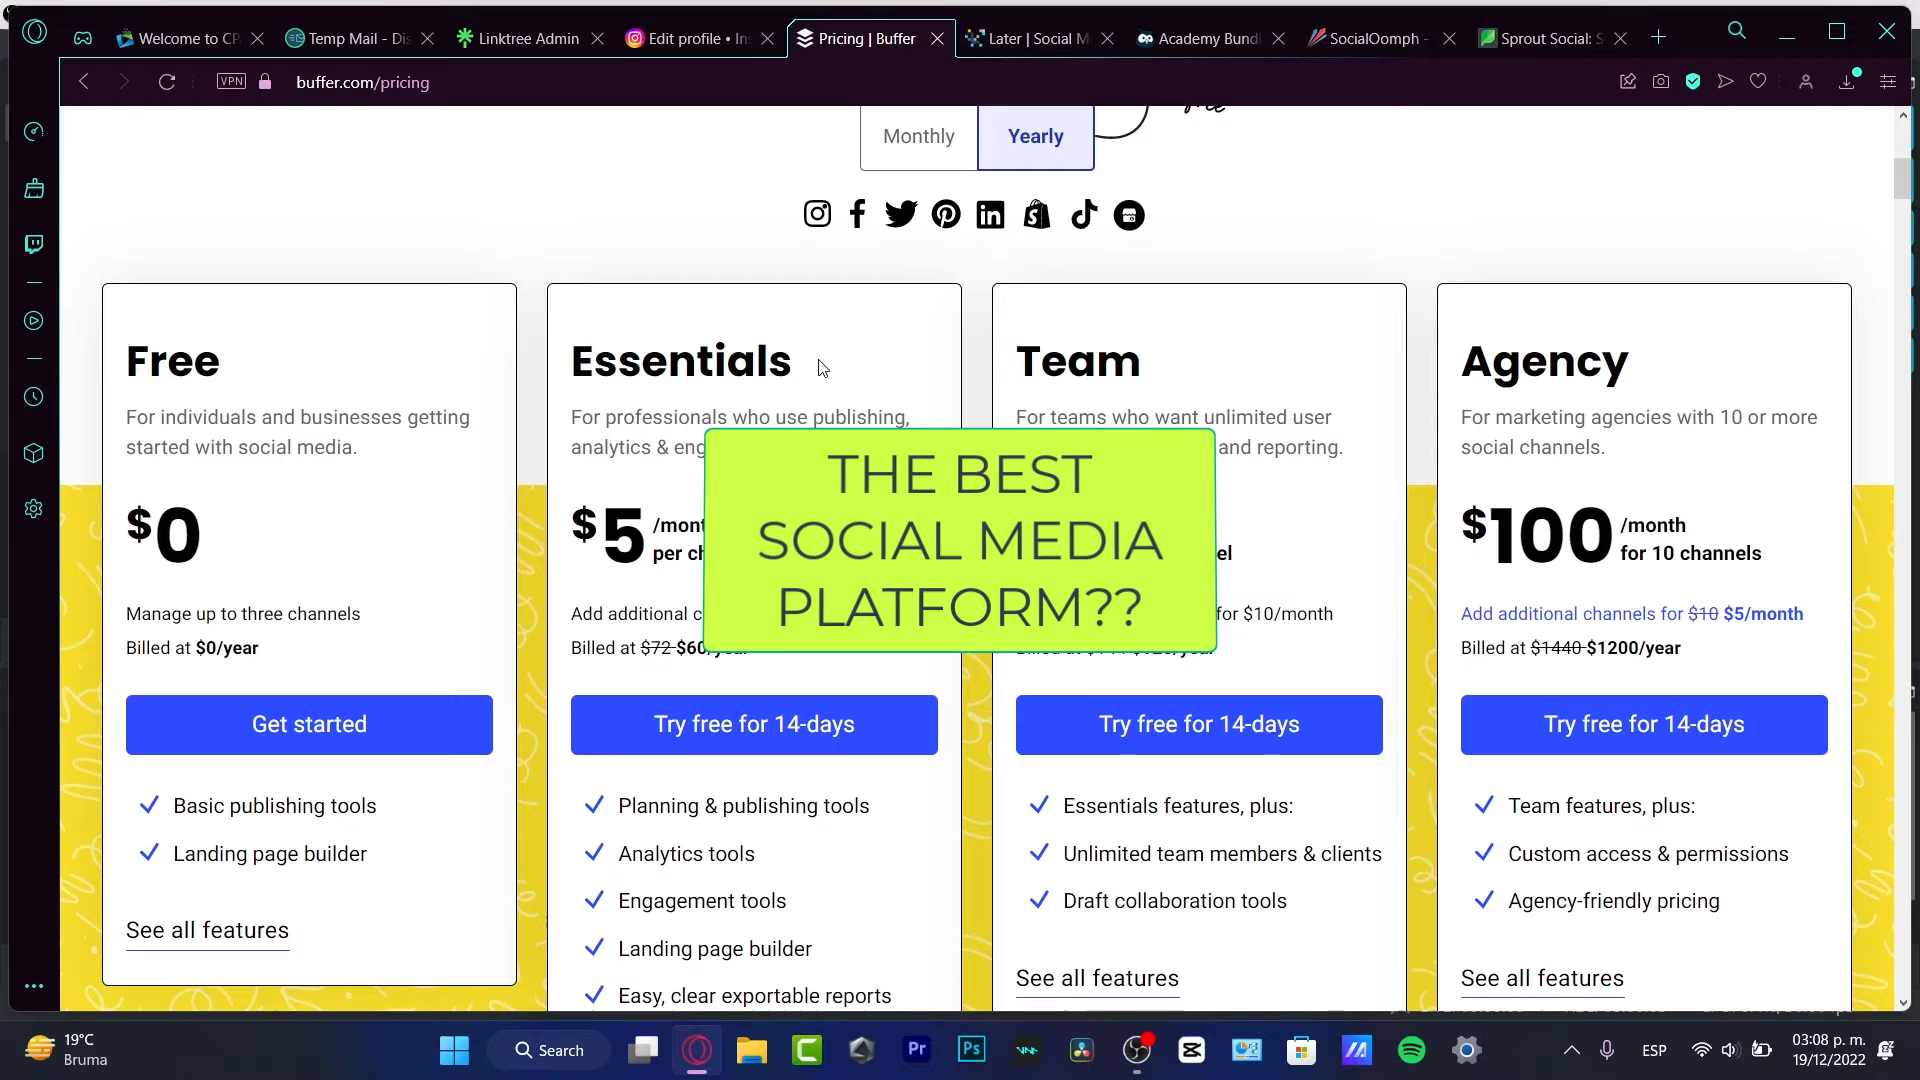 Welcome to CP
Temp Mail - Dis
Linktree Admin
Edit profile • In
Pricing | Buffer
Later | Social M
Academy Bundl
SocialOomph -
Sprout Social: S
VPN
buffer.com/pricing
Monthly
Yearly
Free
For individuals and businesses getting
started with social media.
$0
Manage up to three channels
Billed at $0/year
Get started
Basic publishing tools
Landing page builder
See all features
Essentials
For professionals who use publishing,
analytics & eng
$5 /mont
per ch
Add additional c
Billed at $72 $60/year
Try free for 14-days
Planning & publishing tools
Analytics tools
Engagement tools
Landing page builder
Easy, clear exportable reports
THE BEST
SOCIAL MEDIA
PLATFORM??
Team
For teams who want unlimited user
and reporting.
el
for $10/month
Try free for 14-days
Essentials features, plus:
Unlimited team members & clients
Draft collaboration tools
See all features
Agency
For marketing agencies with 10 or more
social channels.
$100 /month
for 10 channels
Add additional channels for $10 $5/month
Billed at $1440 $1200/year
Try free for 14-days
Team features, plus:
Custom access & permissions
Agency-friendly pricing
See all features
19°C
Bruma
Search
Pr
Ps
ESP
03:08 p. m.
19/12/2022